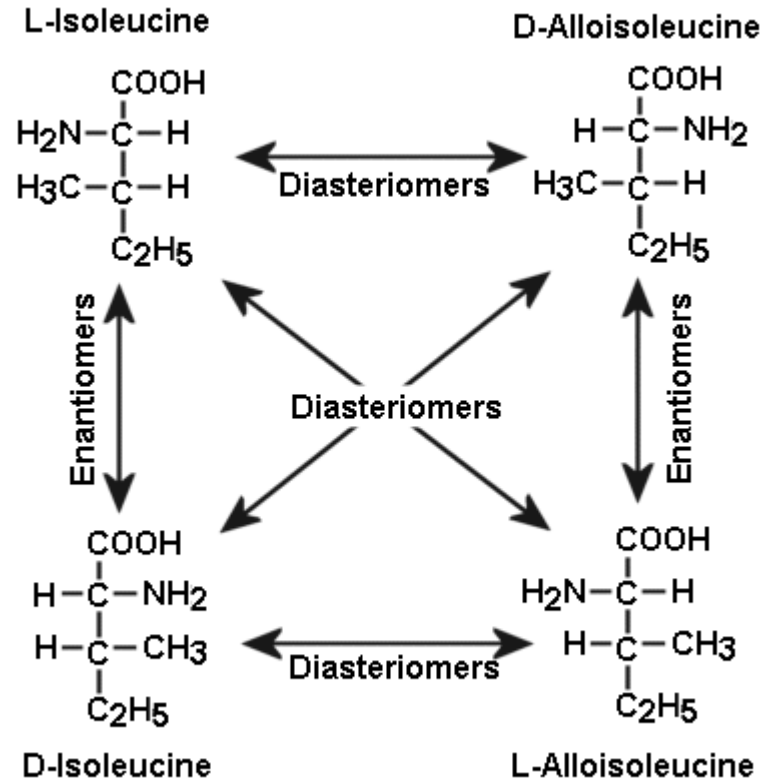 L-Isoleucine
COOH
H2N-C-H
H3C-C-H
C2H5
D-Alloisoleucine
COOH
H-C-NH2
H3C-C-H
C2H5
Diasteriomers
Enantiomers
Diasteriomers
Enantiomers
COOH
H-C-NH2
H-C-CH3
C2H5
D-Isoleucine
Diasteriomers
COOH
H2N-C-H
H-C-CH3
C2H5
L-Alloisoleucine